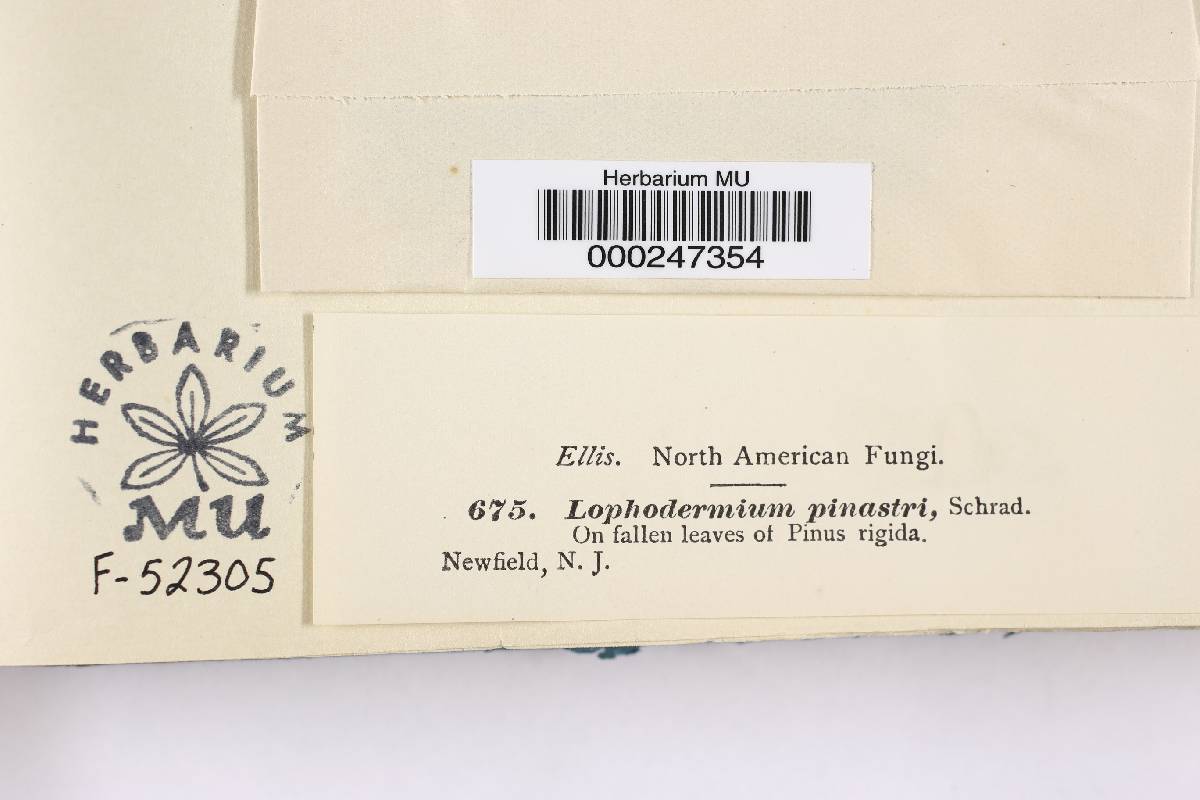 Herbarium MU
000247354
HERBARIUM
MU
F-52305
Ellis. North American Fungi.
675. Lophodermium pinastri, Schrad.
On fallen leaves of Pinus rigida.
Newfield, N. J.